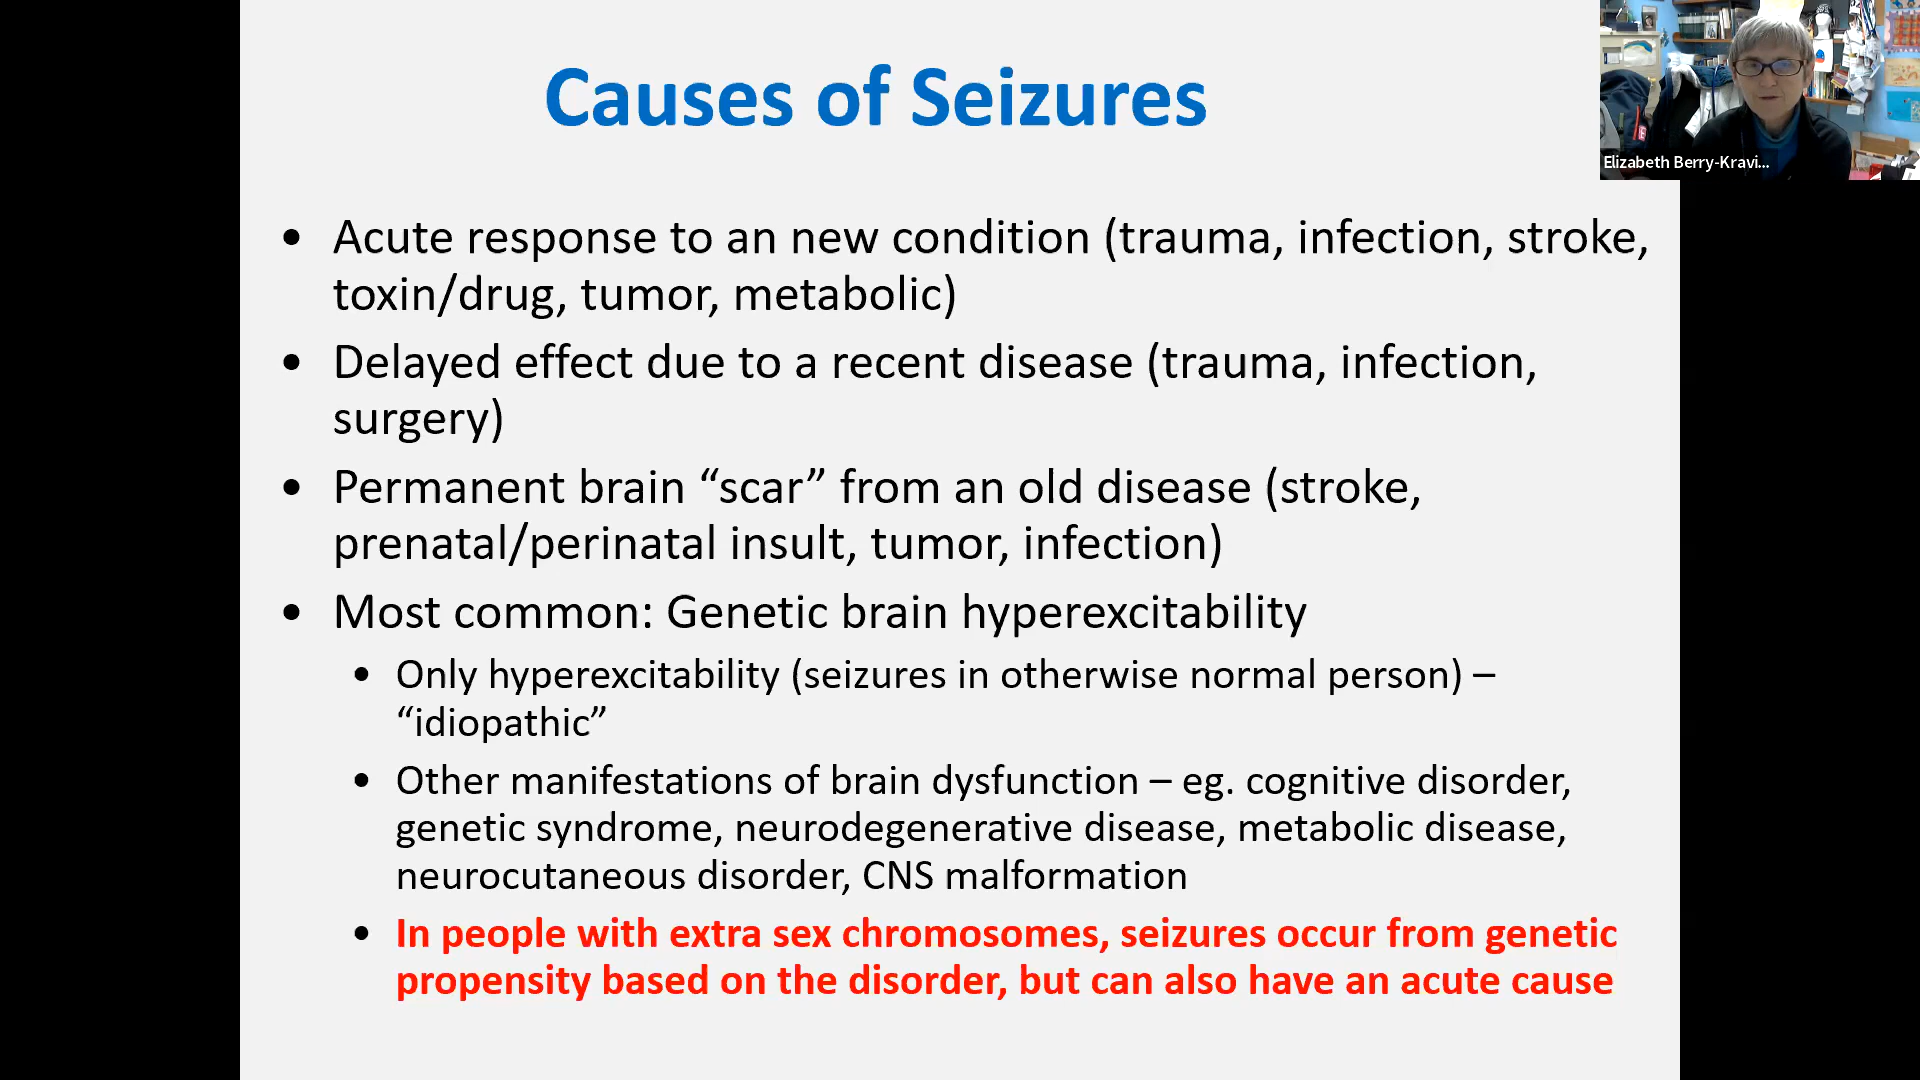 Causes of Seizures
Elizabeth Berry-Kravi...
• Acute response to an new condition (trauma, infection, stroke,
toxin/drug, tumor, metabolic)
• Delayed effect due to a recent disease (trauma, infection,
surgery)
• Permanent brain “scar” from an old disease (stroke,
prenatal/perinatal insult, tumor, infection)
• Most common: Genetic brain hyperexcitability
• Only hyperexcitability (seizures in otherwise normal person) –
“idiopathic”
• Other manifestations of brain dysfunction – eg. cognitive disorder,
genetic syndrome, neurodegenerative disease, metabolic disease,
neurocutaneous disorder, CNS malformation
• In people with extra sex chromosomes, seizures occur from genetic
propensity based on the disorder, but can also have an acute cause